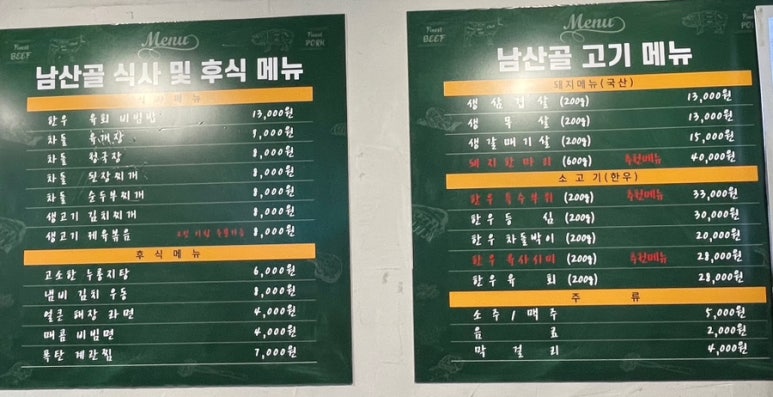 Finest
BEEF
Menu
Finest
PORK
남산골 식사 및 후식 메뉴
식사메뉴
한우 육회 비빔밥 13,000원
차돌 육개장 9,000원
차돌 청국장 8,000원
차돌 된장찌개 8,000원
차돌 순두부찌개 8,000원
생고기 김치찌개 8,000원
생고기 제육볶음 2인 이상 주문가능 8,000원
후식메뉴
고소한 누룽지탕 6,000원
냄비 김치 우동 8,000원
얼큰 해장 라면 4,000원
매콤 비빔면 4,000원
폭탄 계란찜 7,000원
Finest
BEEF
Menu
Finest
PORK
남산골 고기 메뉴
돼지메뉴(국산)
생삼겹살 (200g) 13,000원
생목살 (200g) 13,000원
생갈매기살 (200g) 15,000원
돼지한마리 (600g) 추천메뉴 40,000원
소고기(한우)
한우특수부위 (200g) 추천메뉴 33,000원
한우등심 (200g) 30,000원
한우차돌박이 (200g) 20,000원
한우육사시미 (200g) 추천메뉴 28,000원
한우육회 (200g) 28,000원
주류
소주/맥주 5,000원
음료 2,000원
막걸리 4,000원